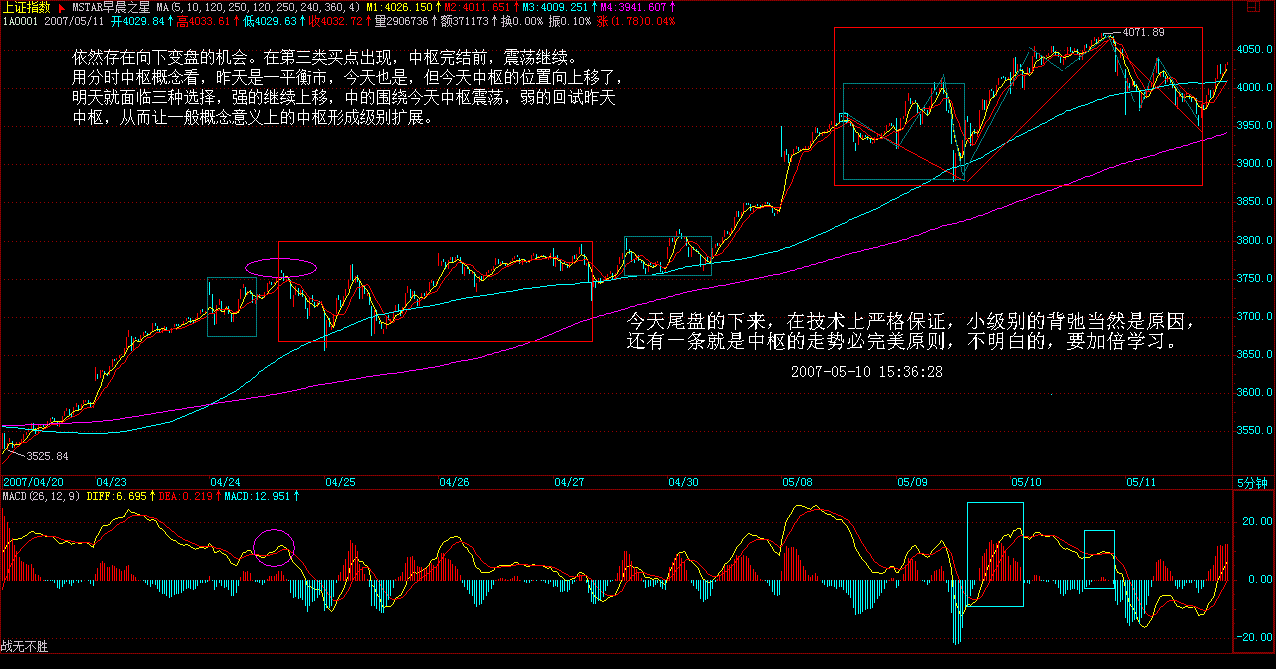 上证指数 MSTAR早晨之星 MA(5,10,120,250,120,250,240,360,4) M1:4026.150↑ M2:4011.651↑ M3:4009.251↑ M4:3941.807↑
1A0001 2007/05/11 开4029.84↑ 高4033.61↑ 低4029.63↑ 收4032.72↑ 量2906736↑ 额371173↑ 换0.00% 振0.10% 涨(1.78)0.04%
依然存在向下变盘的机会。在第三类买点出现，中枢完结前，震荡继续。
用分时中枢概念看，昨天是一平衡市，今天也是，但今天中枢的位置向上移了，
明天就面临三种选择，强的继续上移，中的围绕今天中枢震荡，弱的回试昨天
中枢，从而让一般概念意义上的中枢形成级别扩展。
4071.89
4050.0
4000.0
3950.0
3900.0
3850.0
3800.0
3750.0
3700.0
3650.0
3600.0
3550.0
今天尾盘的下来，在技术上严格保证，小级别的背驰当然是原因，
还有一条就是中枢的走势必完美原则，不明白的，要加倍学习。
2007-05-10 15:36:28
3525.84
2007/04/20 04/23 04/24 04/25 04/26 04/27 04/30 05/08 05/09 05/10 05/11 5分钟
MACD(26,12,9) DIFF:6.695↑ DEA:0.219↑ MACD:12.951↑
20.00
0.00
-20.00
战无不胜